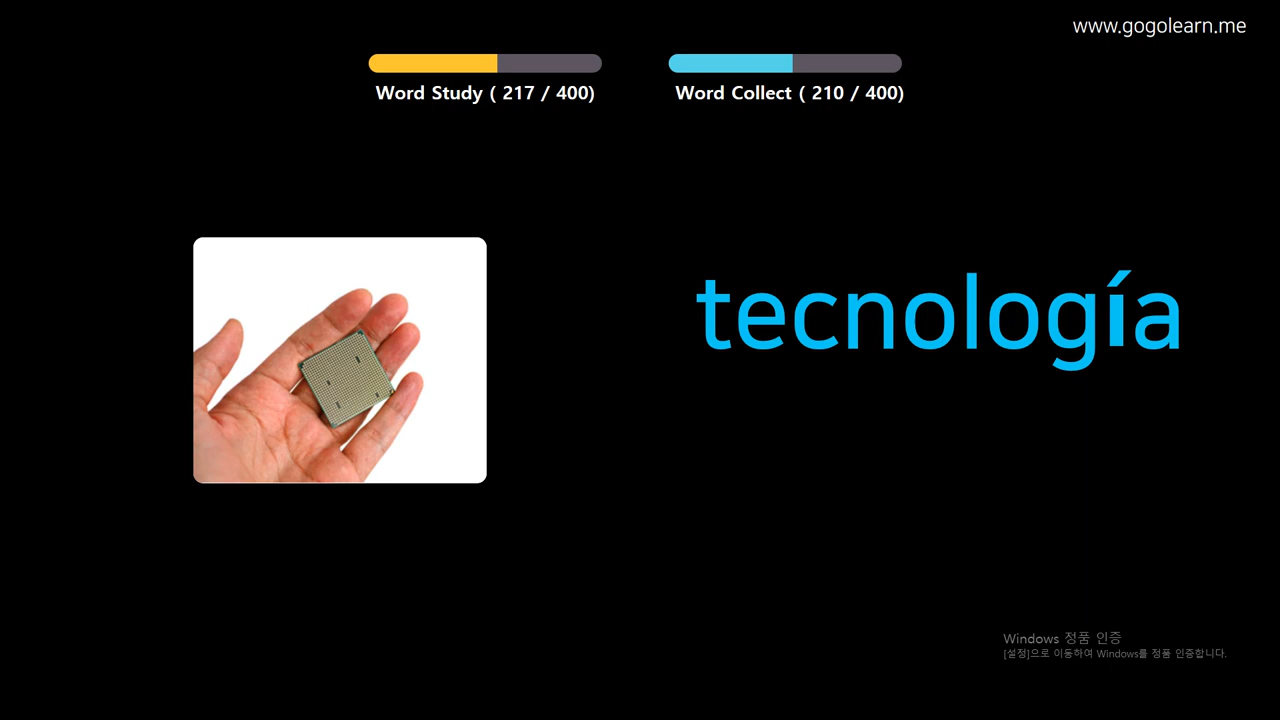 www.gogolearn.me
Word Study ( 217 / 400)
Word Collect ( 210 / 400)
tecnología
Windows 정품 인증
[설정]으로 이동하여 Windows를 정품 인증합니다.